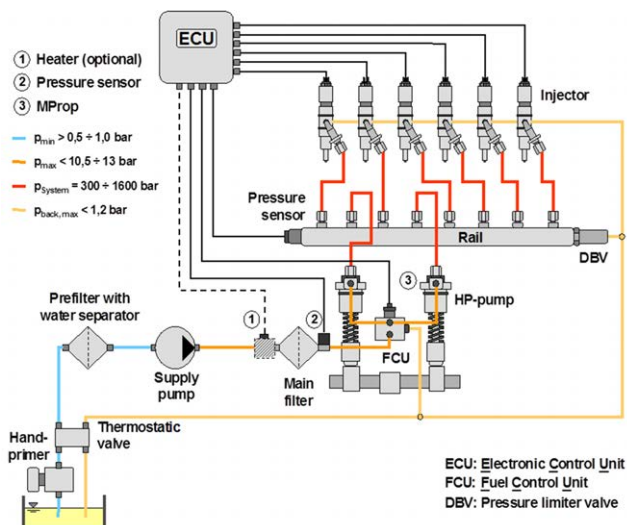 ECU
1 Heater (optional)
2 Pressure sensor
3 MProp
pmin > 0,5 ÷ 1,0 bar
pmax < 10,5 ÷ 13 bar
pSystem = 300 ÷ 1600 bar
pback, max < 1,2 bar
Injector
Pressure
sensor
Rail
DBV
3
HP-pump
Prefilter with
water separator
1
2
FCU
Supply
pump
Main
filter
Thermostatic
valve
Hand-
primer
ECU: Electronic Control Unit
FCU: Fuel Control Unit
DBV: Pressure limiter valve